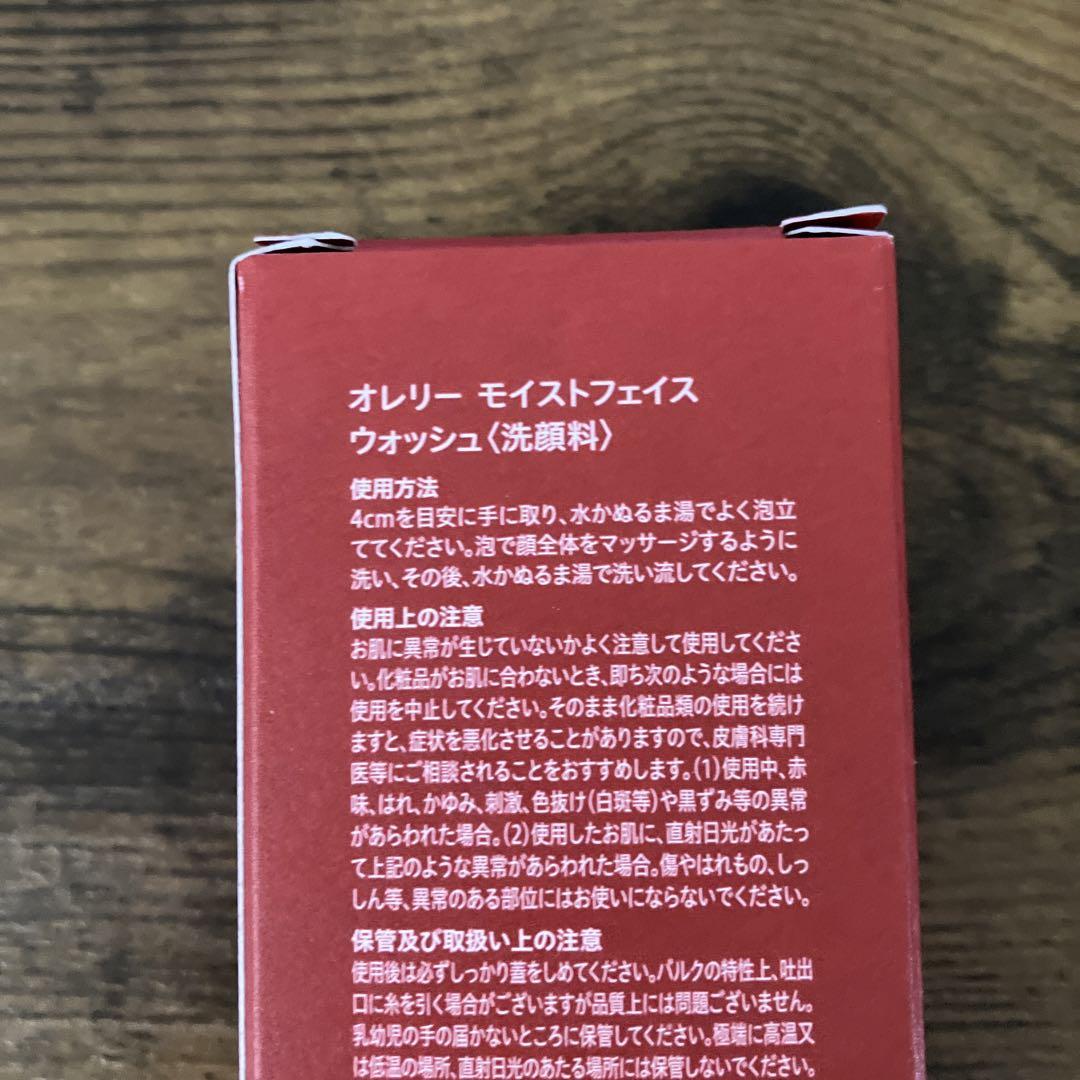 オレリー モイストフェイス
ウォッシュ〈洗顔料〉
使用方法
4cmを目安に手に取り、水かぬるま湯でよく泡立
ててください。泡で顔全体をマッサージするように
洗い、その後、水かぬるま湯で洗い流してください。
使用上の注意
お肌に異常が生じていないかよく注意して使用してくださ
い。化粧品がお肌に合わないとき、即ち次のような場合には
使用を中止してください。そのまま化粧品類の使用を続け
ますと、症状を悪化させることがありますので、皮膚科専門
医等にご相談されることをおすすめします。(1)使用中、赤
味、はれ、かゆみ、刺激、色抜け(白斑等)や黒ずみ等の異常
があらわれた場合。(2)使用したお肌に、直射日光があたっ
て上記のような異常があらわれた場合。傷やはれもの、しっ
しん等、異常のある部位にはお使いにならないでください。
保管及び取扱い上の注意
使用後は必ずしっかり蓋をしめてください。バルクの特性上、吐出
口に糸を引く場合がございますが品質上には問題ございません。
乳幼児の手の届かないところに保管してください。極端に高温又
は低温の場所、直射日光のあたる場所には保管しないでください。